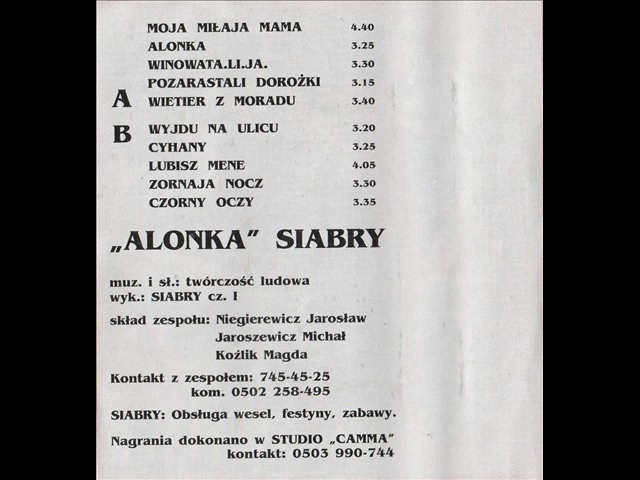 MOJA MIŁAJA MAMA 4.40
ALONKA 3.25
WINOWATA.LI.JA. 3.30
POZARASTALI DOROŻKI 3.15
A WIETIER Z MORADU 3.40
B WYJDU NA ULICU 3.20
CYHANY 3.25
LUBISZ MENE 4.05
ZORNAJA NOCZ 3.30
CZORNY OCZY 3.35
„ALONKA” SIABRY
muz. i sł.: twórczość ludowa
wyk.: SIABRY cz. I
skład zespołu: Niegierewicz Jarosław
Jaroszewicz Michał
Koźlik Magda
Kontakt z zespołem: 745-45-25
kom. 0502 258-495
SIABRY: Obsługa wesel, festyny, zabawy.
Nagrania dokonano w STUDIO „CAMMA”
kontakt: 0503 990-744